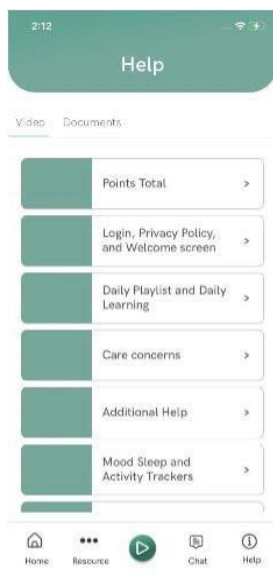 2:12
Help
Video Documents
Points Total
Login, Privacy Policy,
and Welcome screen
Daily Playlist and Daily
Learning
Care concerns
Additional Help
Mood Sleep and
Activity Trackers
Home Resource Chat Help